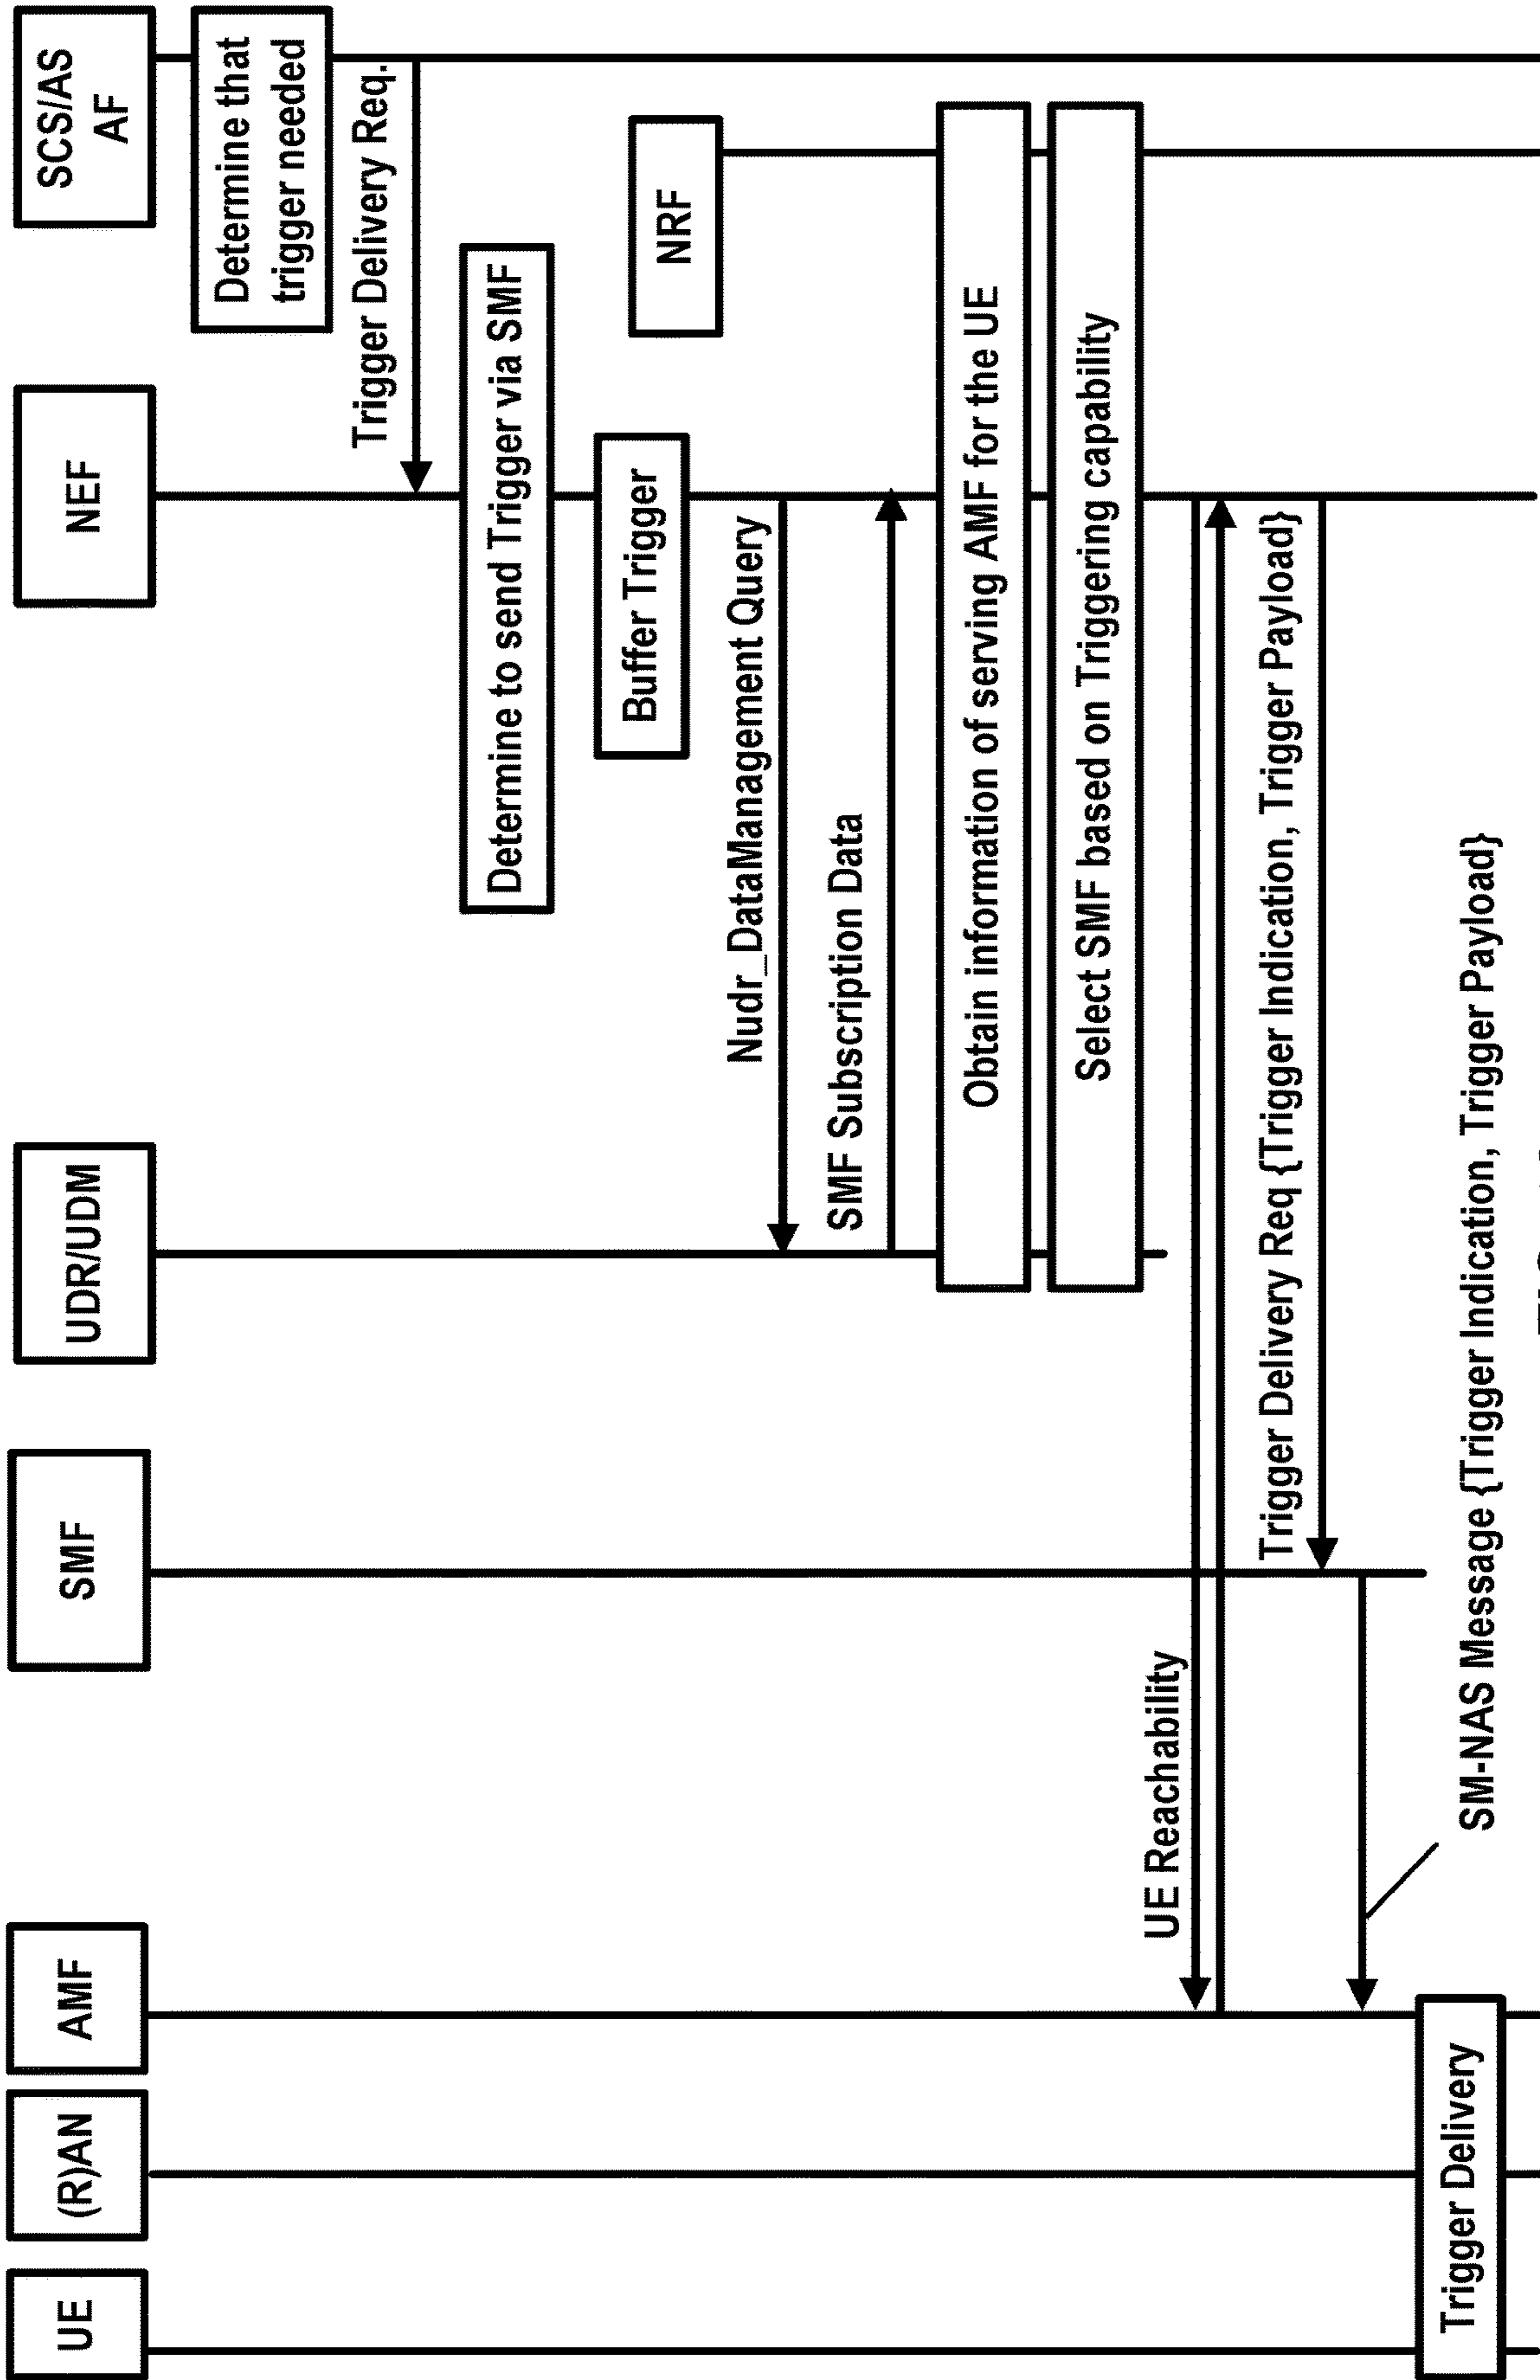 UE
(R)AN
AMF
SMF
UDR/UDM
NEF
SCS/AS
AF
Determine that
trigger needed
Trigger Delivery Req.
Determine to send Trigger via SMF
Buffer Trigger
NRF
Nudr_DataManagement Query
SMF Subscription Data
Obtain information of serving AMF for the UE
Select SMF based on Triggering capability
UE Reachability
Trigger Delivery Req {Trigger Indication, Trigger Payload}
SM-NAS Message {Trigger Indication, Trigger Payload}
Trigger Delivery